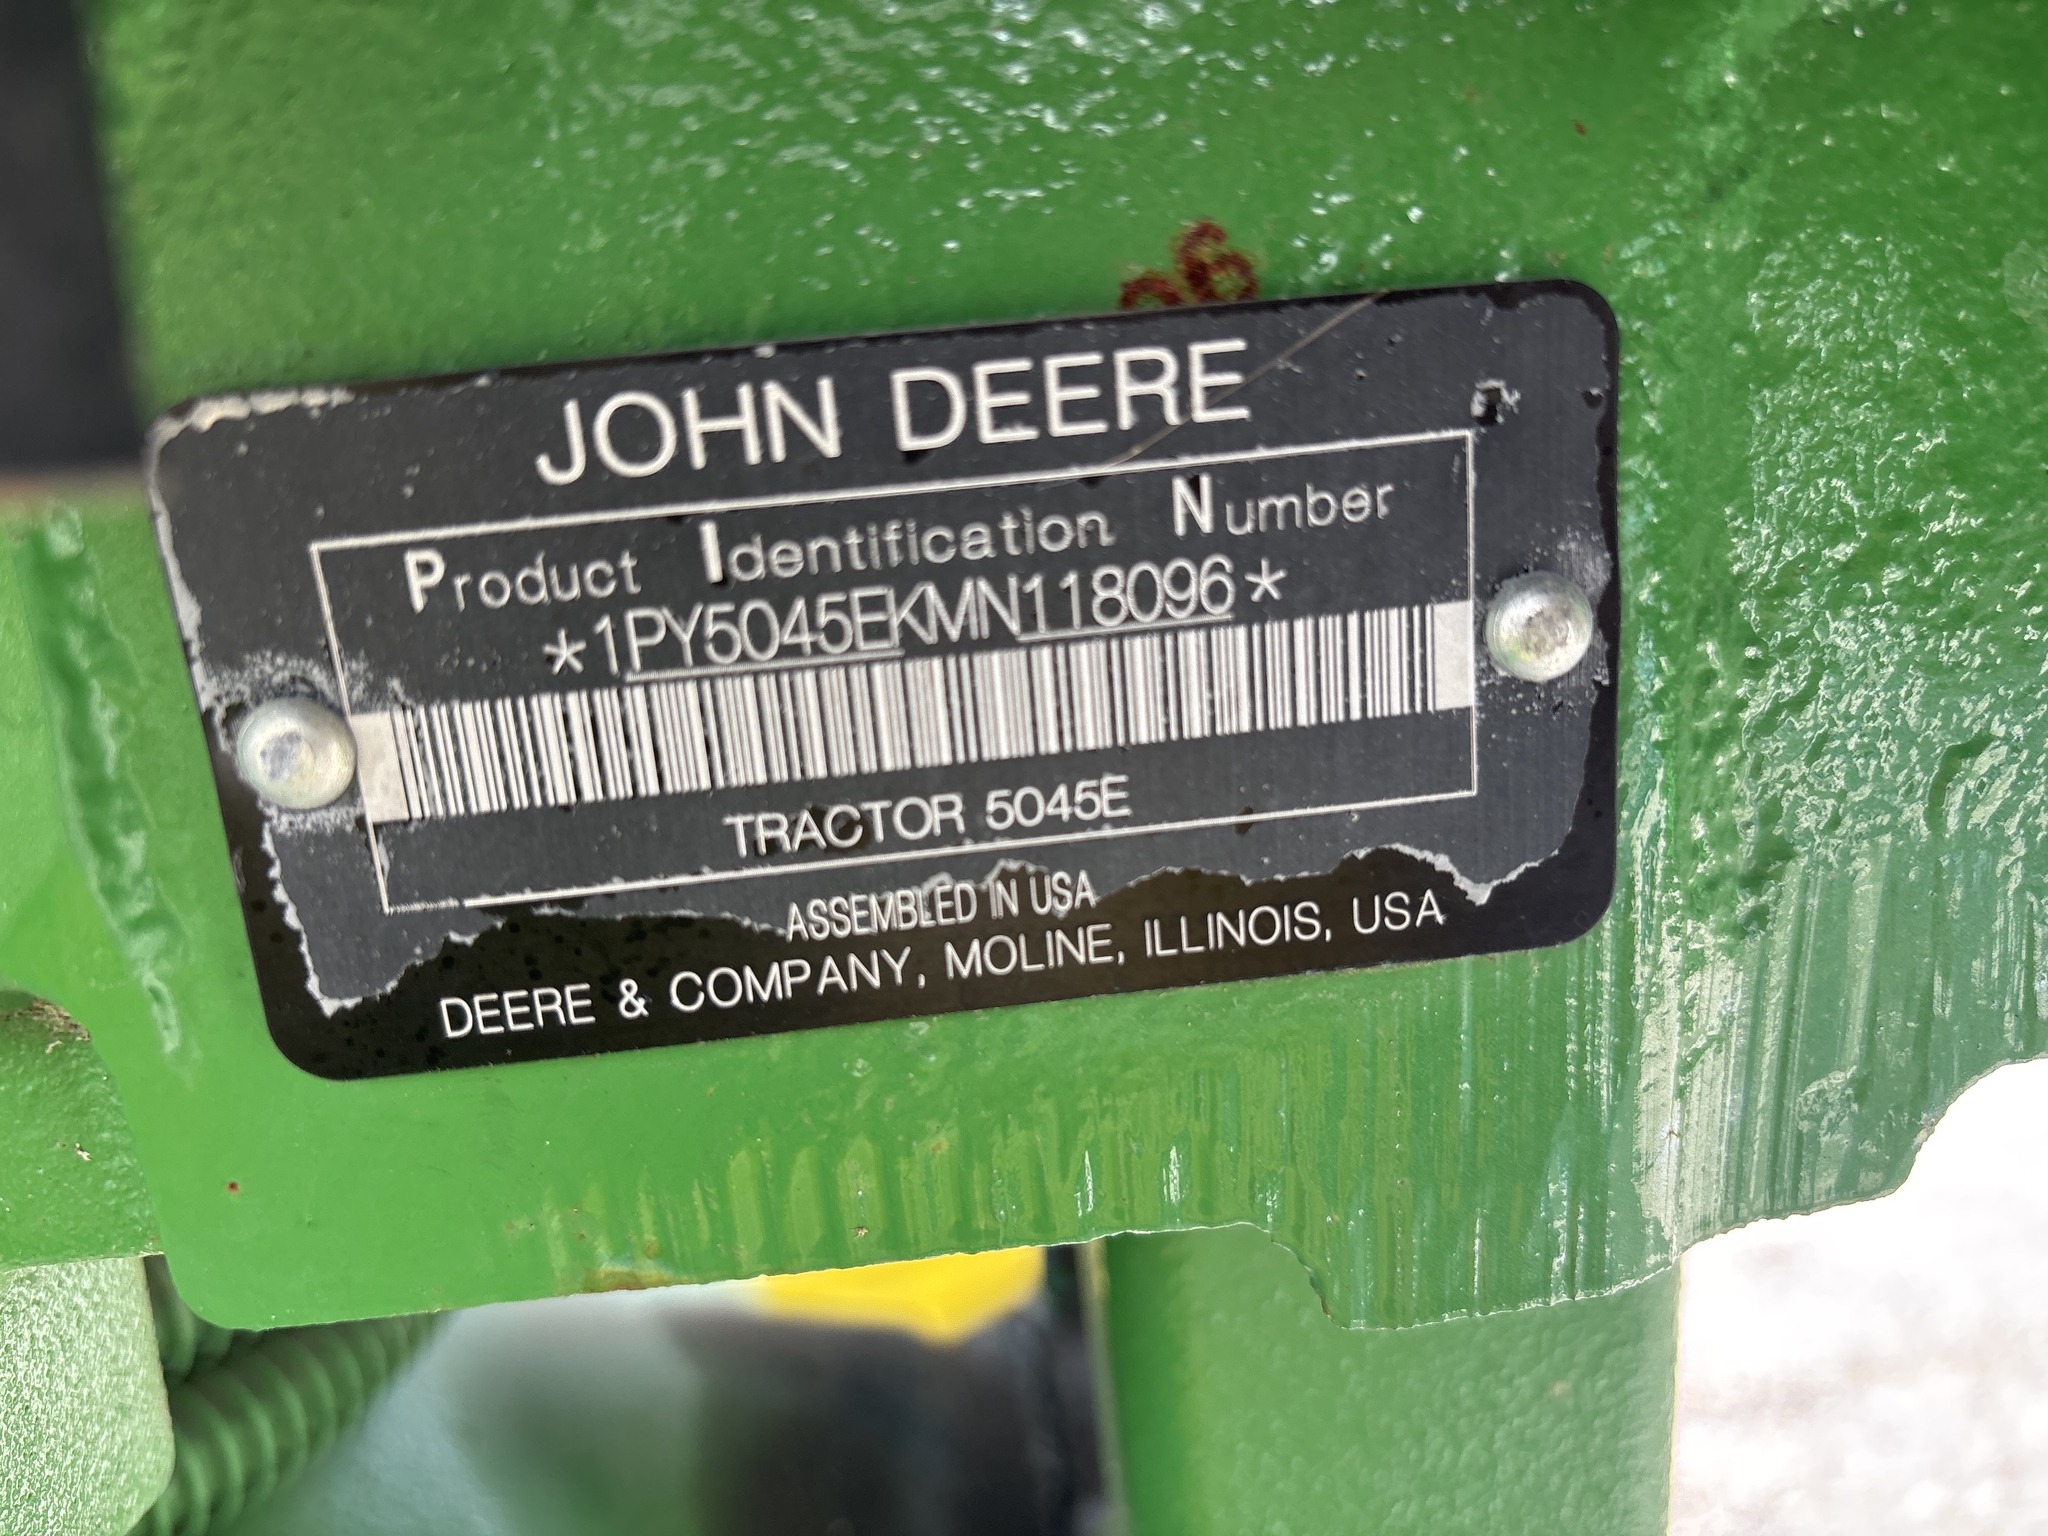 JOHN DEERE
Product Identification Number
*1PY5045EKMN118096*
TRACTOR 5045E
ASSEMBLED IN USA
DEERE & COMPANY, MOLINE, ILLINOIS, USA